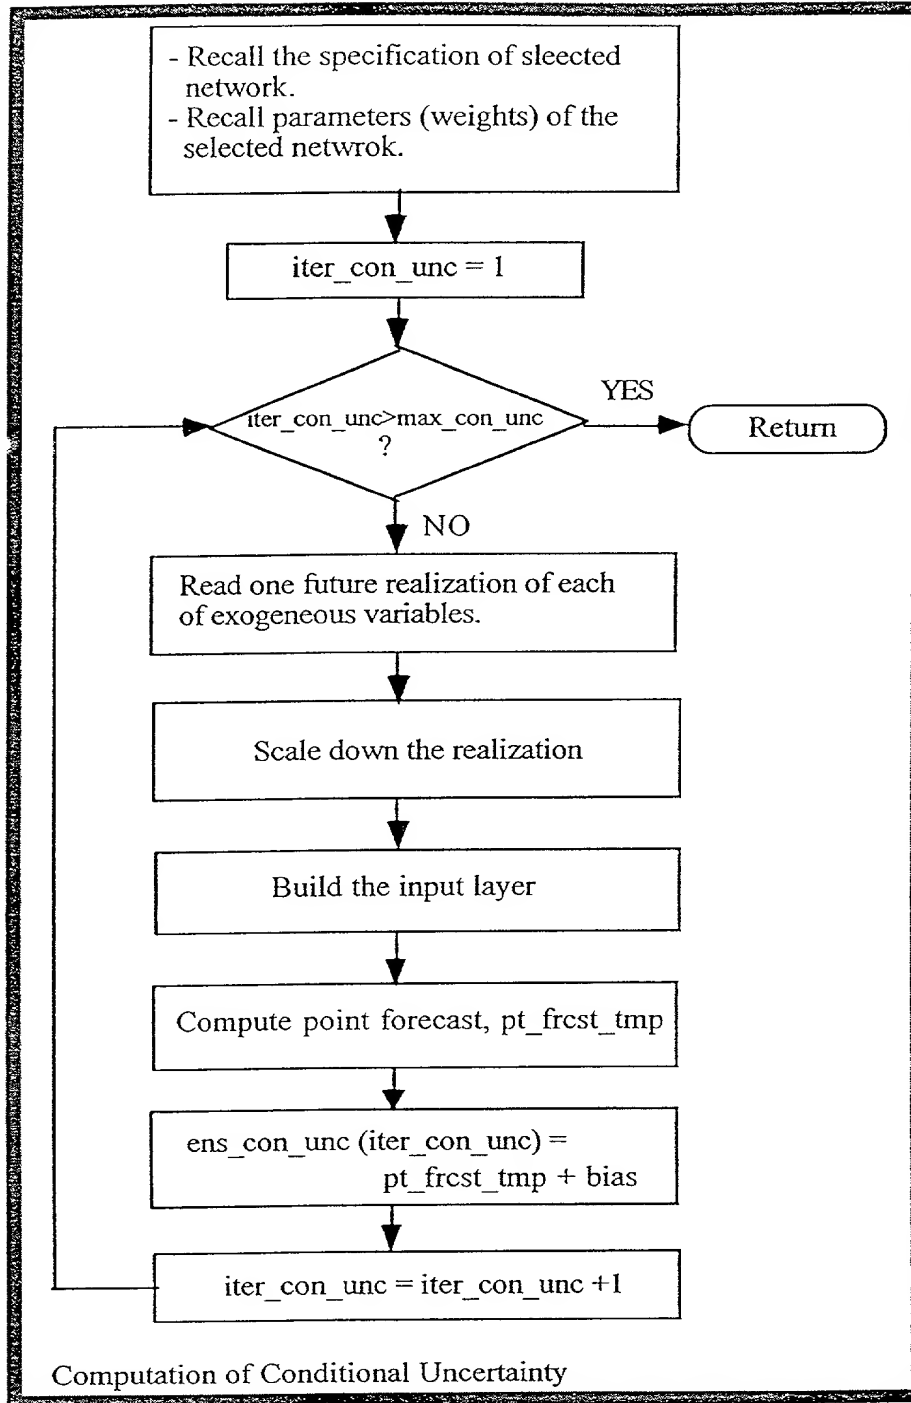 - Recall the specification of sleected
network.
- Recall parameters (weights) of the
selected netwrok.
iter_con_unc = 1
iter_con_unc>max_con_unc
?
YES
Return
NO
Read one future realization of each
of exogeneous variables.
Scale down the realization
Build the input layer
Compute point forecast, pt_frcst_tmp
ens_con_unc (iter_con_unc) =
pt_frcst_tmp + bias
iter_con_unc = iter_con_unc +1
Computation of Conditional Uncertainty